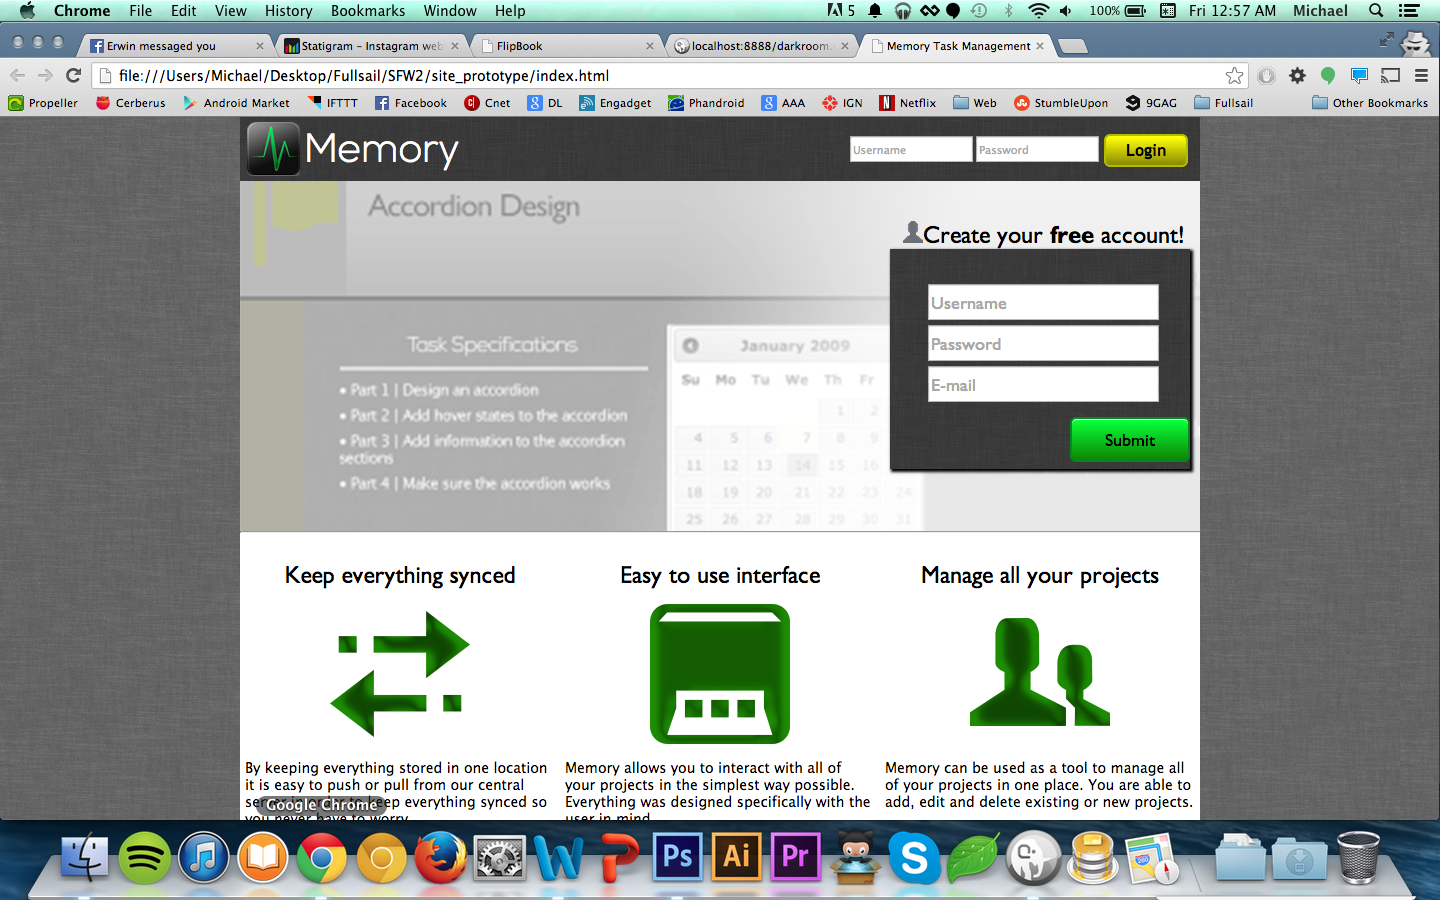 Chrome File Edit View History Bookmarks Window Help 5 100% Fri 12:57 AM Michael
Erwin messaged you Statigram – Instagram web FlipBook localhost:8888/darkroom. Memory Task Management
file:///Users/Michael/Desktop/Fullsail/SFW2/site_prototype/index.html
Propeller Cerberus Android Market IFTTT Facebook Cnet DL Engadget Phandroid AAA IGN Netflix Web StumbleUpon 9GAG Fullsail Other Bookmarks
Memory Username Password Login
Accordion Design
Create your free account!
Username
Password
E-mail
Submit
Task Specifications
• Part 1 | Design an accordion
• Part 2 | Add hover states to the accordion
• Part 3 | Add information to the accordion
sections
• Part 4 | Make sure the accordion works
January 2009
Su Mo Tu We Th Fr
1 2
4 5 6 7 8 9
11 12 13 14 15 16
18 19 20 21 22 23 24
25 26 27 28 29 30 31
Keep everything synced
By keeping everything stored in one location
it is easy to push or pull from our central
server in order to keep everything synced so
you never have to worry
Easy to use interface
Memory allows you to interact with all of
your projects in the simplest way possible.
Everything was designed specifically with the
user in mind
Manage all your projects
Memory can be used as a tool to manage all
of your projects in one place. You are able to
add, edit and delete existing or new projects.
Google Chrome
Ps Ai Pr